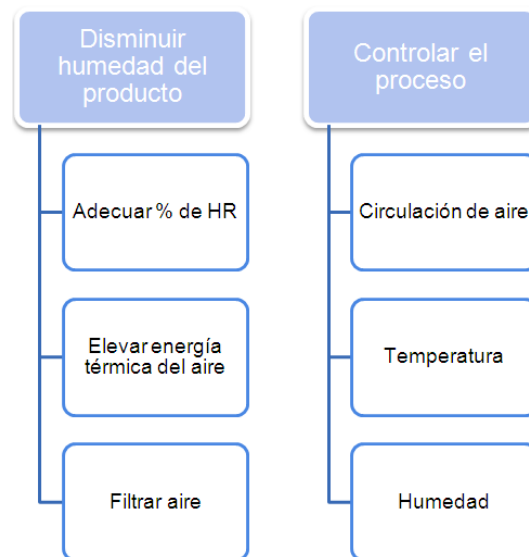 Disminuir
humedad del
producto
Adecuar % de HR
Elevar energía
térmica del aire
Filtrar aire
Controlar el
proceso
Circulación de aire
Temperatura
Humedad